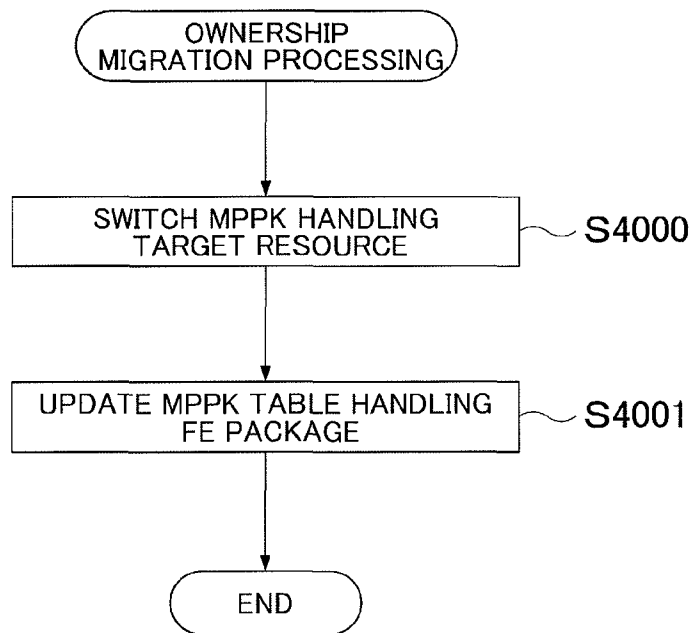 OWNERSHIP
MIGRATION PROCESSING
SWITCH MPPK HANDLING
TARGET RESOURCE
S4000
UPDATE MPPK TABLE HANDLING
FE PACKAGE
S4001
END